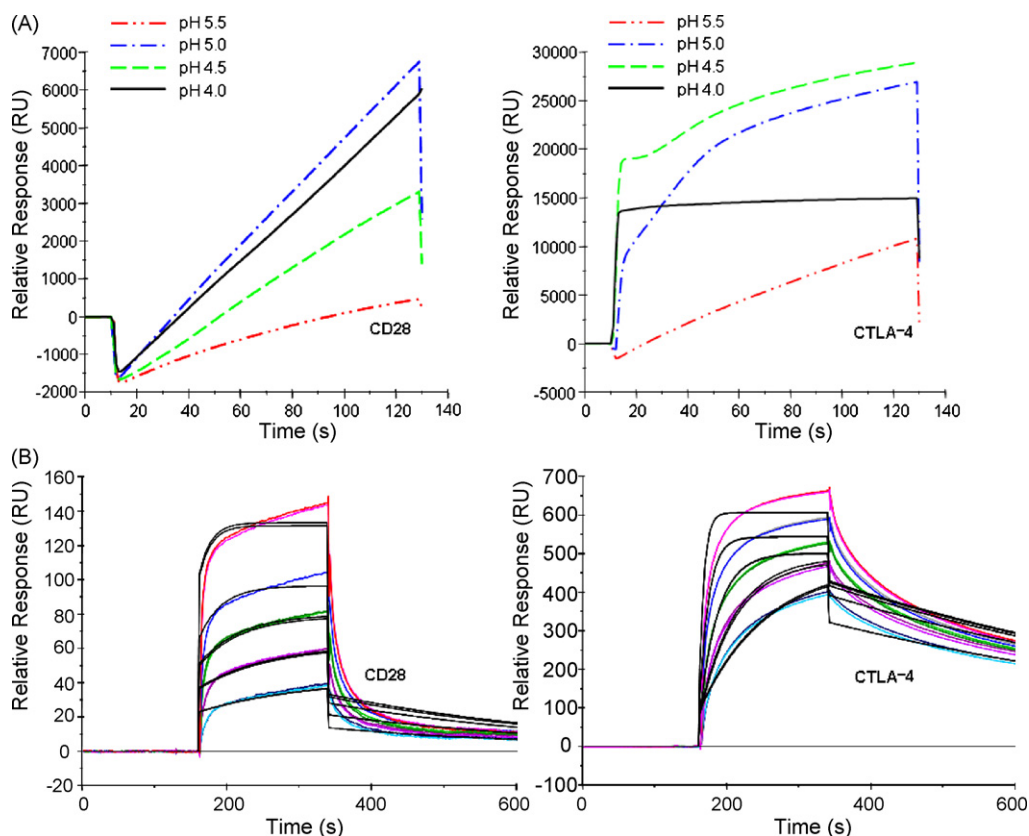 (A)
pH 5.5
pH 5.0
pH 4.5
pH 4.0
Relative Response (RU)
7000
6000
5000
4000
3000
2000
1000
0
-1000
-2000
0 20 40 60 80 100 120 140
Time (s)
CD28
pH 5.5
pH 5.0
pH 4.5
pH 4.0
Relative Response (RU)
30000
25000
20000
15000
10000
5000
0
-5000
0 20 40 60 80 100 120 140
Time (s)
CTLA-4
(B)
Relative Response (RU)
160
140
120
100
80
60
40
20
0
-20
0 200 400 600
Time (s)
CD28
Relative Response (RU)
700
600
500
400
300
200
100
0
-100
0 200 400 600
Time (s)
CTLA-4